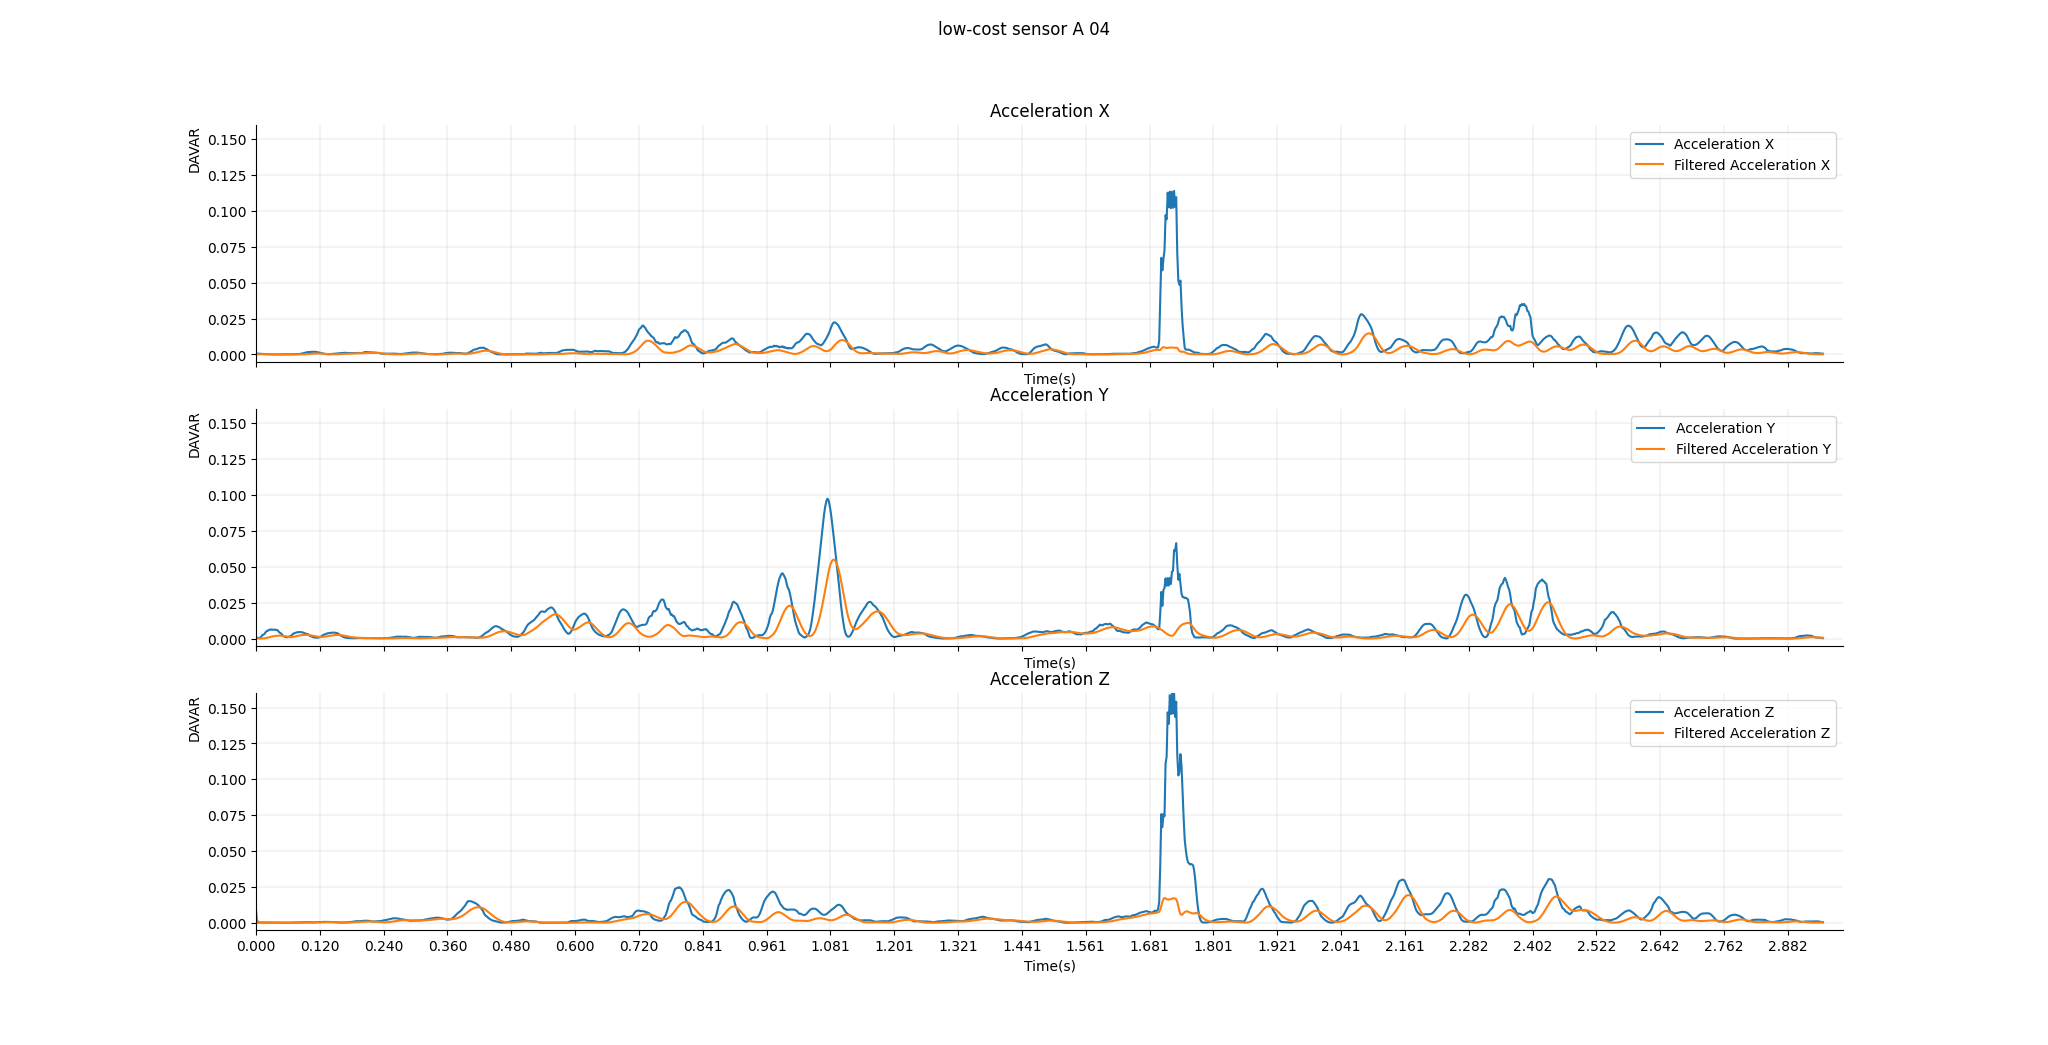 low-cost sensor A 04
Acceleration X
DAVAR
0.150
0.125
0.100
0.075
0.050
0.025
0.000
Acceleration X
Filtered Acceleration X
Time(s)
Acceleration Y
DAVAR
0.150
0.125
0.100
0.075
0.050
0.025
0.000
Acceleration Y
Filtered Acceleration Y
Time(s)
Acceleration Z
DAVAR
0.150
0.125
0.100
0.075
0.050
0.025
0.000
Acceleration Z
Filtered Acceleration Z
0.000 0.120 0.240 0.360 0.480 0.600 0.720 0.841 0.961 1.081 1.201 1.321 1.441 1.561 1.681 1.801 1.921 2.041 2.161 2.282 2.402 2.522 2.642 2.762 2.882
Time(s)